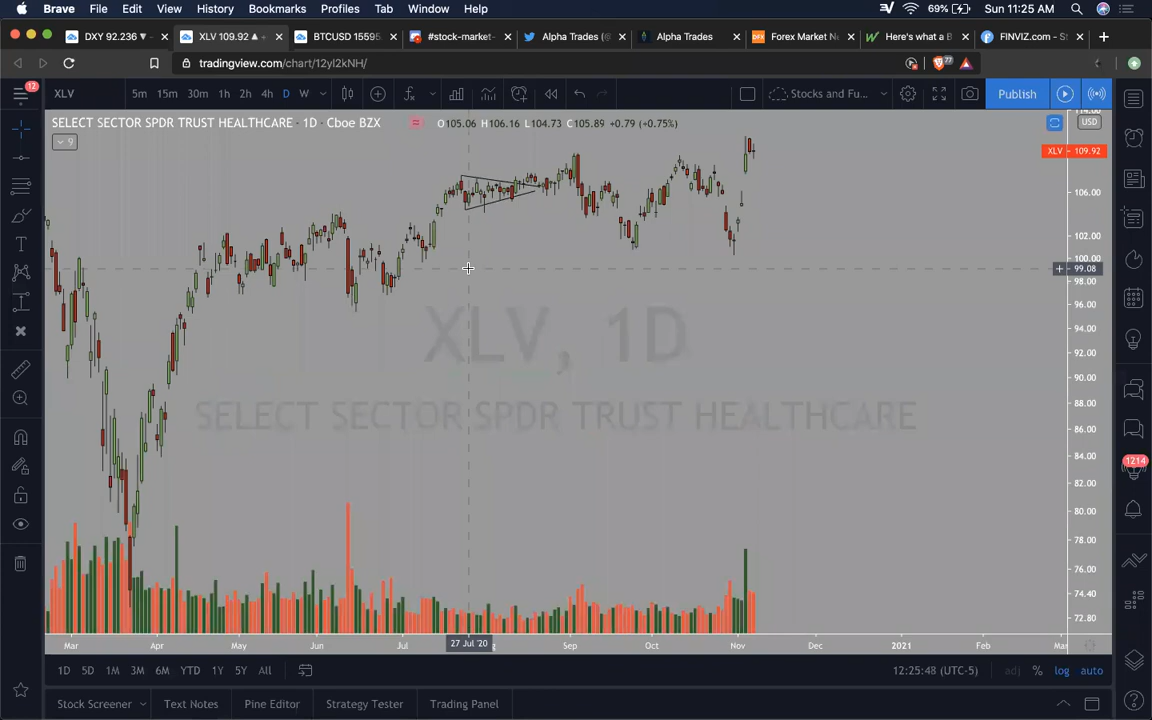 Brave File Edit View History Bookmarks Profiles Tab Window Help 69% Sun 11:25 AM
DXY 92.236 XLV 109.92 BTCUSD 15595. #stock-market- Alpha Trades (@ Alpha Trades Forex Market N Here's what a B FINVIZ.com - St
tradingview.com/chart/12yI2kNH/ 77
12 XLV 5m 15m 30m 1h 2h 4h D W Stocks and Fu... Publish
SELECT SECTOR SPDR TRUST HEALTHCARE · 1D · Cboe BZX O105.06 H106.16 L104.73 C105.89 +0.79 (+0.75%) USD
9
XLV 109.92
106.00
102.00
100.00
99.08
98.00
96.00
94.00
92.00
90.00
88.00
86.00
84.00
82.00
80.00
78.00
76.00
74.40
72.80
XLV, 1D
SELECT SECTOR SPDR TRUST HEALTHCARE
1214
Mar Apr May Jun Jul 27 Jul '20 Sep Oct Nov Dec 2021 Feb
1D 5D 1M 3M 6M YTD 1Y 5Y All 12:25:48 (UTC-5) adj % log auto
Stock Screener Text Notes Pine Editor Strategy Tester Trading Panel